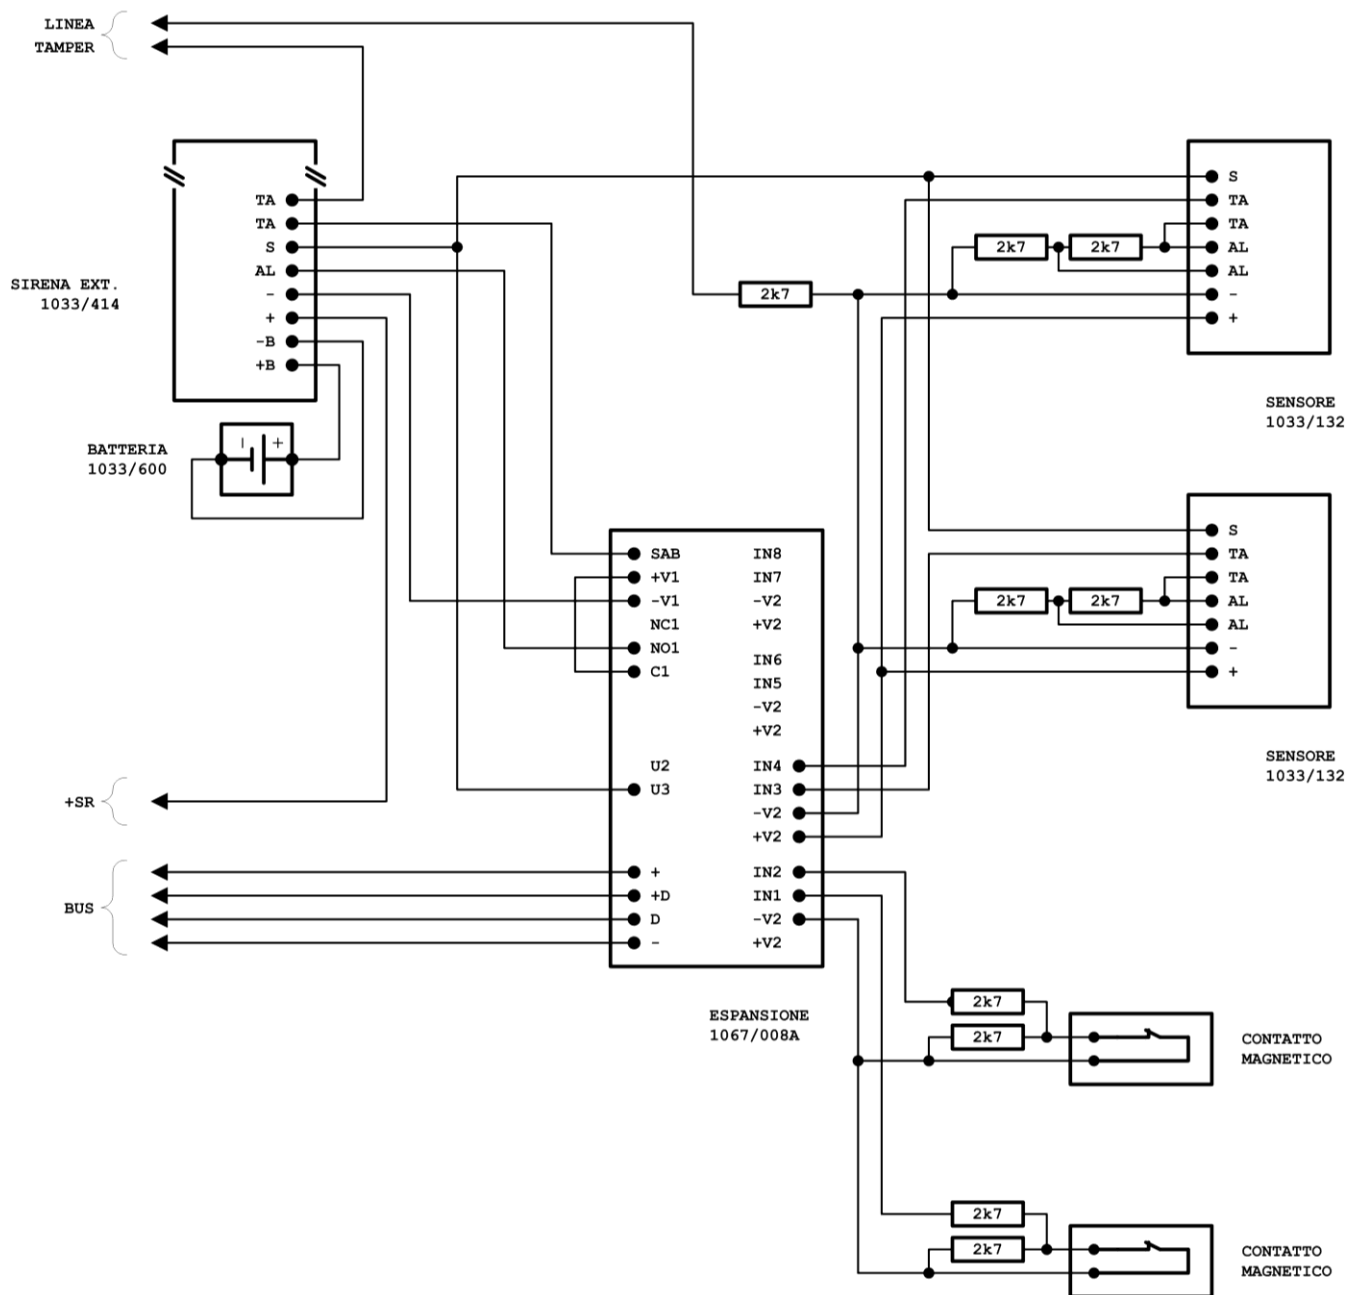 LINEA
TAMPER
TA
TA
S
AL
-
+
-B
+B
SIRENA EXT.
1033/414
BATTERIA
1033/600
- +
2k7
S
TA
TA
AL
AL
-
+
2k7 2k7
SENSORE
1033/132
S
TA
TA
AL
AL
-
+
2k7 2k7
SENSORE
1033/132
SAB IN8
+V1 IN7
-V1 -V2
NC1 +V2
NO1 IN6
C1 IN5
-V2
+V2
U2 IN4
U3 IN3
-V2
+V2
+ IN2
+D IN1
D -V2
- +V2
+SR
BUS
ESPANSIONE
1067/008A
2k7
2k7
CONTATTO
MAGNETICO
2k7
2k7
CONTATTO
MAGNETICO